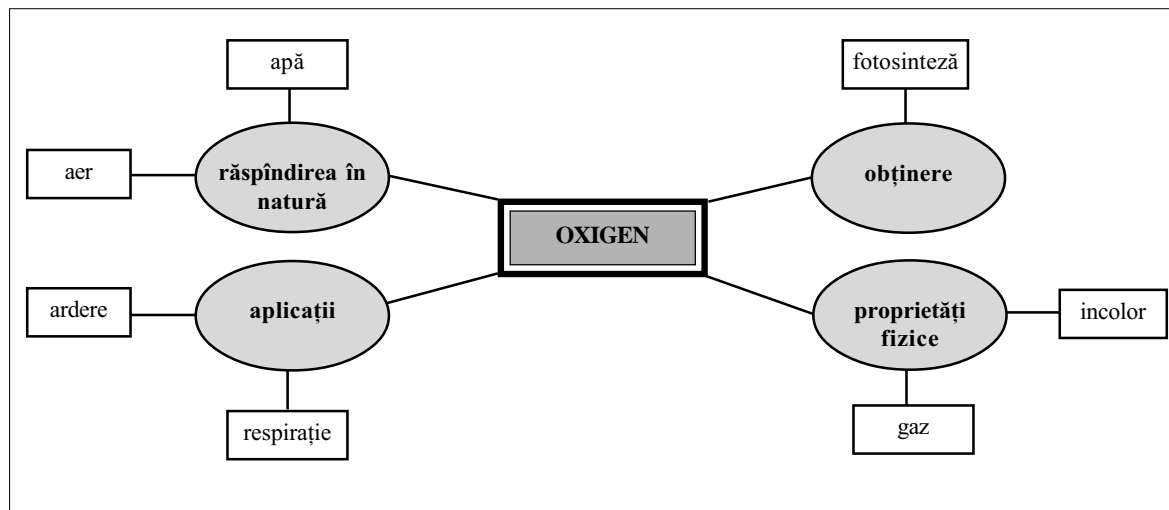 apă
fotosinteză
aer
răspîndirea în
natură
obținere
OXIGEN
ardere
aplicații
proprietăți
fizice
incolor
respirație
gaz